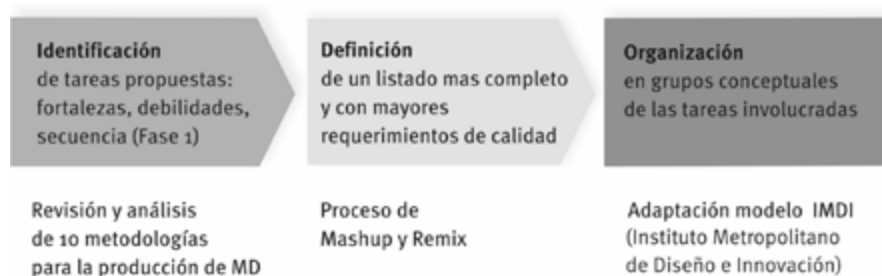 Identificación
de tareas propuestas:
fortalezas, debilidades,
secuencia (Fase 1)
Definición
de un listado mas completo
y con mayores
requerimientos de calidad
Organización
en grupos conceptuales
de las tareas involucradas
Revisión y análisis
de 10 metodologías
para la producción de MD
Proceso de
Mashup y Remix
Adaptación modelo IMDI
(Instituto Metropolitano
de Diseño e Innovación)